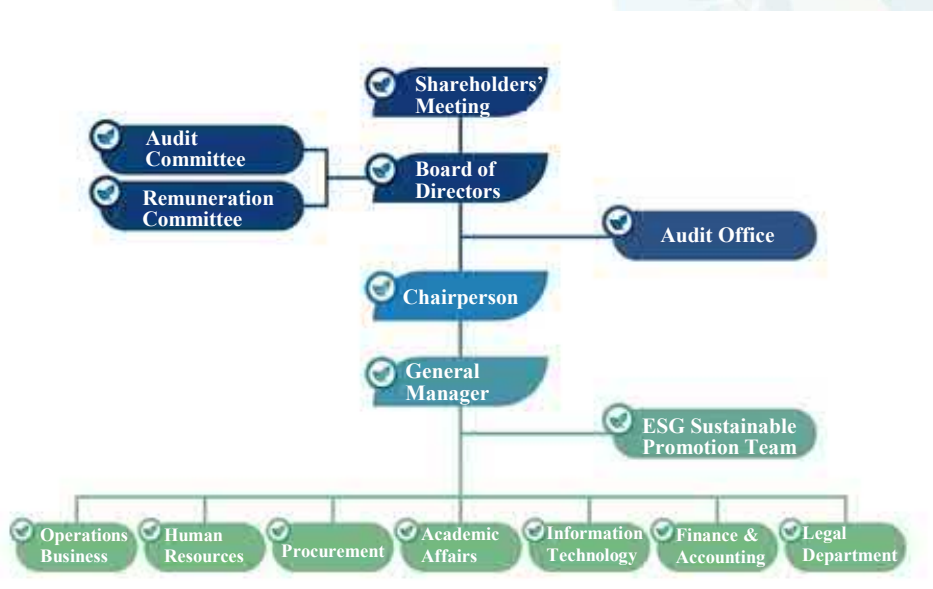 Shareholders'
Meeting
Audit
Committee
Board of
Directors
Remuneration
Committee
Audit Office
Chairperson
General
Manager
ESG Sustainable
Promotion Team
Operations
Business
Human
Resources
Procurement
Academic
Affairs
Information
Technology
Finance &
Accounting
Legal
Department